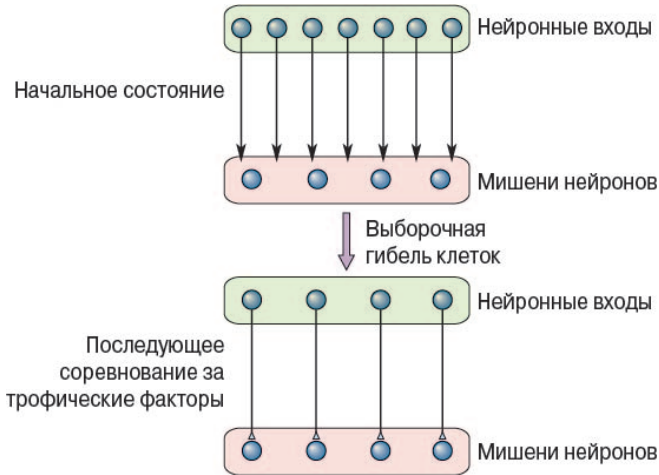 Нейронные входы
Начальное состояние
Мишени нейронов
Выборочная
гибель клеток
Нейронные входы
Последующее
соревнование за
трофические факторы
Мишени нейронов